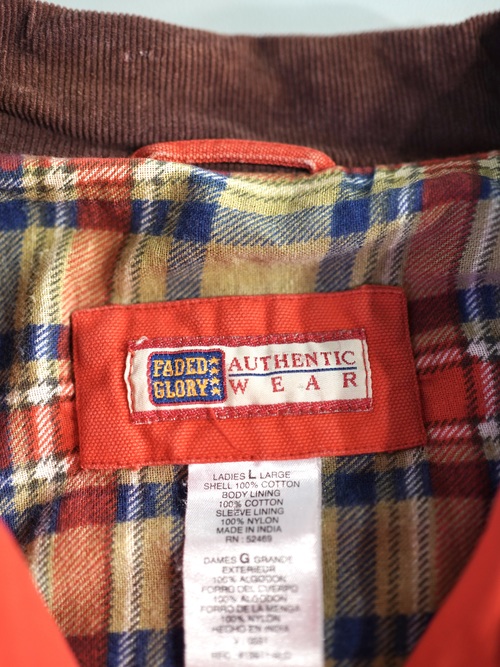 FADED
GLORY
AUTHENTIC
WEAR
LADIES L LARGE
SHELL 100% COTTON
BODY LINING
100% COTTON
SLEEVE LINING
100% NYLON
MADE IN INDIA
RN : 52469
DAMES G GRANDE
EXTERIEUR
100% ALGODON
FORRO DEL CUERPO
100% ALGODON
FORRO DE LA MENGA
100% NYLON
HECHO EN INDIA